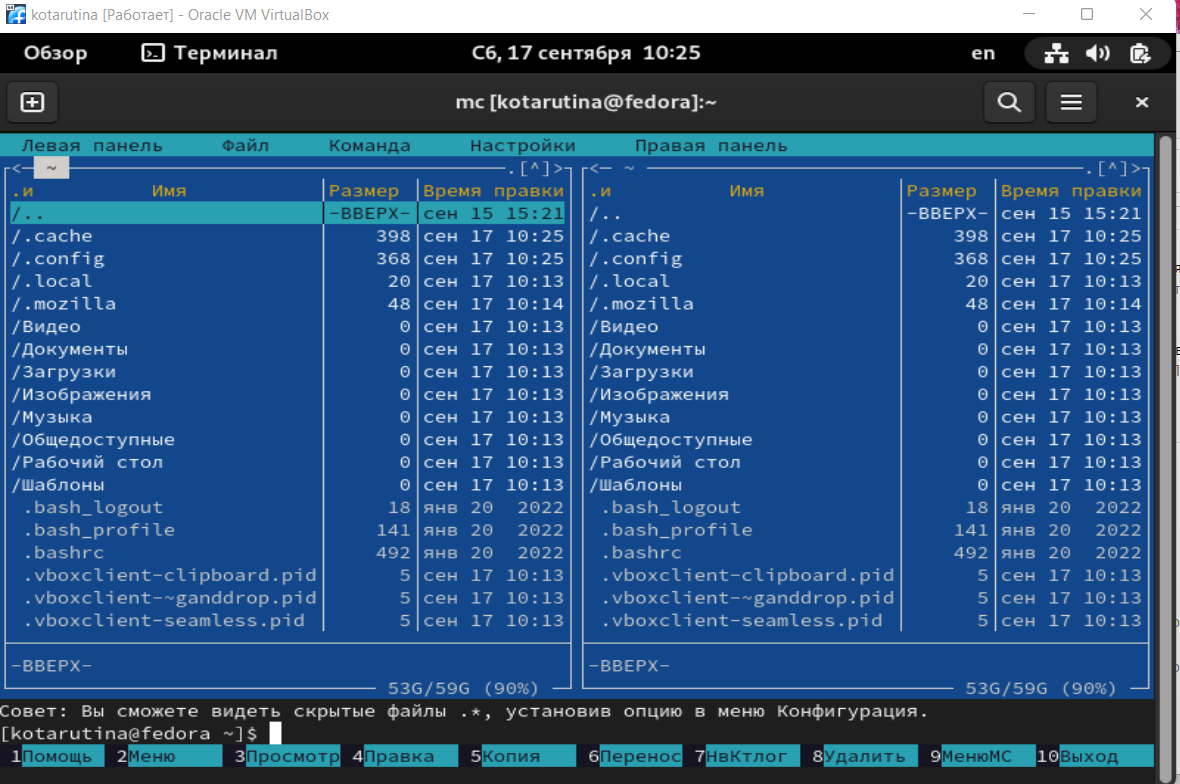 kotarutina [Работает] - Oracle VM VirtualBox
Обзор Терминал Сб, 17 сентября 10:25 en
mc [kotarutina@fedora]:~
Левая панель Файл Команда Настройки Правая панель
<─ ~ .[^]> <─ ~ .[^]>
.и Имя Размер Время правки .и Имя Размер Время правки
/.. -ВВЕРХ- сен 15 15:21 /.. -ВВЕРХ- сен 15 15:21
/.cache 398 сен 17 10:25 /.cache 398 сен 17 10:25
/.config 368 сен 17 10:25 /.config 368 сен 17 10:25
/.local 20 сен 17 10:13 /.local 20 сен 17 10:13
/.mozilla 48 сен 17 10:14 /.mozilla 48 сен 17 10:14
/Видео 0 сен 17 10:13 /Видео 0 сен 17 10:13
/Документы 0 сен 17 10:13 /Документы 0 сен 17 10:13
/Загрузки 0 сен 17 10:13 /Загрузки 0 сен 17 10:13
/Изображения 0 сен 17 10:13 /Изображения 0 сен 17 10:13
/Музыка 0 сен 17 10:13 /Музыка 0 сен 17 10:13
/Общедоступные 0 сен 17 10:13 /Общедоступные 0 сен 17 10:13
/Рабочий стол 0 сен 17 10:13 /Рабочий стол 0 сен 17 10:13
/Шаблоны 0 сен 17 10:13 /Шаблоны 0 сен 17 10:13
.bash_logout 18 янв 20 2022 .bash_logout 18 янв 20 2022
.bash_profile 141 янв 20 2022 .bash_profile 141 янв 20 2022
.bashrc 492 янв 20 2022 .bashrc 492 янв 20 2022
.vboxclient-clipboard.pid 5 сен 17 10:13 .vboxclient-clipboard.pid 5 сен 17 10:13
.vboxclient-~ganddrop.pid 5 сен 17 10:13 .vboxclient-~ganddrop.pid 5 сен 17 10:13
.vboxclient-seamless.pid 5 сен 17 10:13 .vboxclient-seamless.pid 5 сен 17 10:13
-ВВЕРХ- -ВВЕРХ-
53G/59G (90%) 53G/59G (90%)
Совет: Вы сможете видеть скрытые файлы .*, установив опцию в меню Конфигурация.
[kotarutina@fedora ~]$
1Помощь 2Меню 3Просмотр 4Правка 5Копия 6Перенос 7НвКтлог 8Удалить 9МенюМС 10Выход